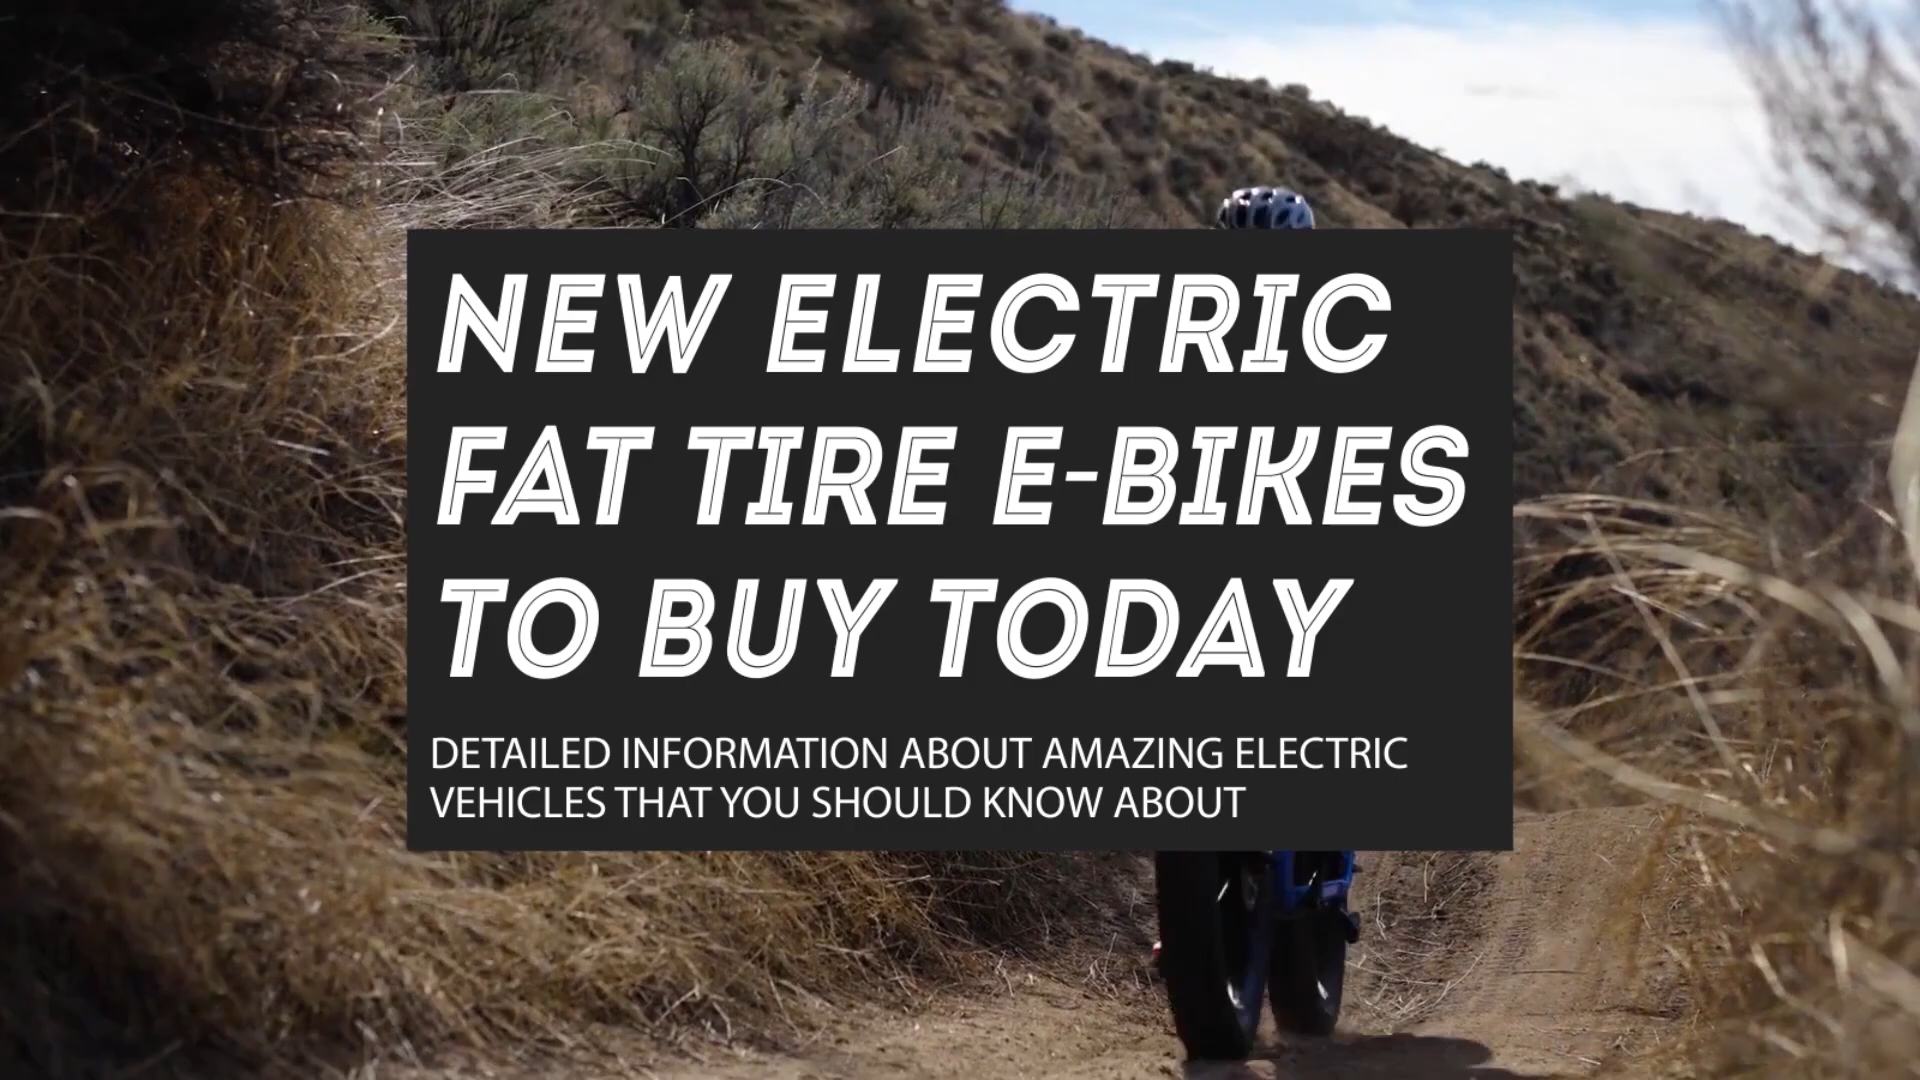 NEW ELECTRIC
FAT TIRE E-BIKES
TO BUY TODAY
DETAILED INFORMATION ABOUT AMAZING ELECTRIC
VEHICLES THAT YOU SHOULD KNOW ABOUT